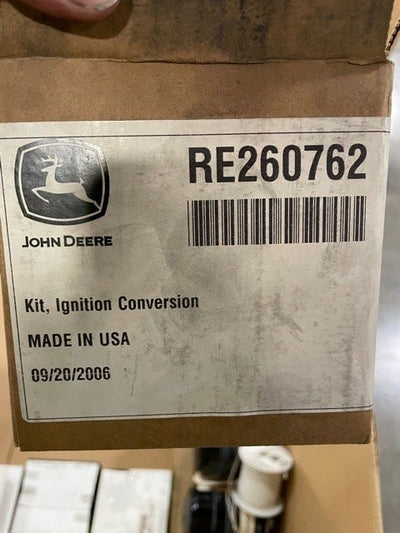 RE260762
JOHN DEERE
Kit, Ignition Conversion
MADE IN USA
09/20/2006